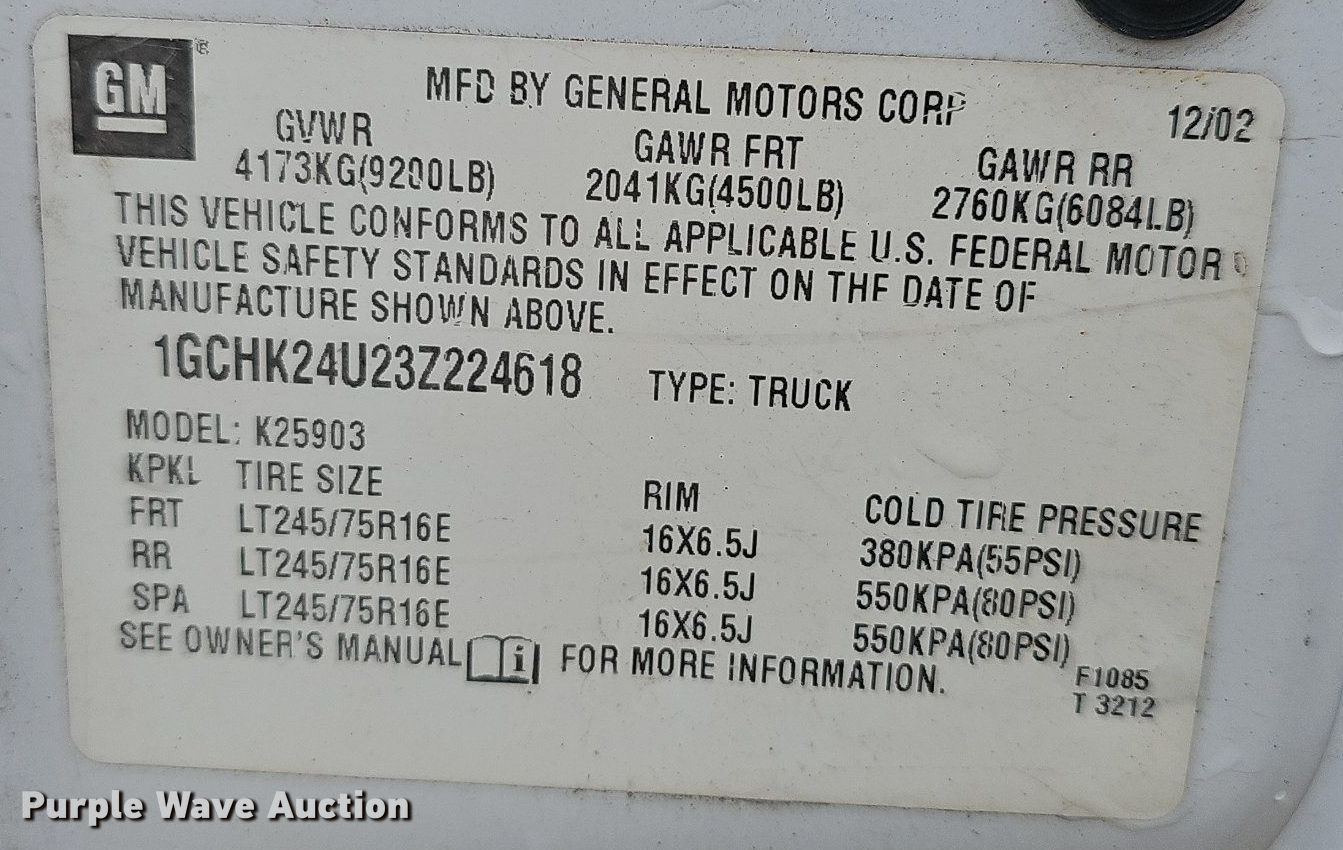 GM
MFD BY GENERAL MOTORS CORP
12/02
GVWR GAWR FRT GAWR RR
4173KG(9200LB) 2041KG(4500LB) 2760KG(6084LB)
THIS VEHICLE CONFORMS TO ALL APPLICABLE U.S. FEDERAL MOTOR
VEHICLE SAFETY STANDARDS IN EFFECT ON THE DATE OF
MANUFACTURE SHOWN ABOVE.
1GCHK24U23Z224618 TYPE: TRUCK
MODEL: K25903
KPKL TIRE SIZE RIM COLD TIRE PRESSURE
FRT LT245/75R16E 16X6.5J 380KPA(55PSI)
RR LT245/75R16E 16X6.5J 550KPA(80PSI)
SPA LT245/75R16E 16X6.5J 550KPA(80PSI)
SEE OWNER'S MANUAL i FOR MORE INFORMATION.
F1085
T 3212
Purple Wave Auction